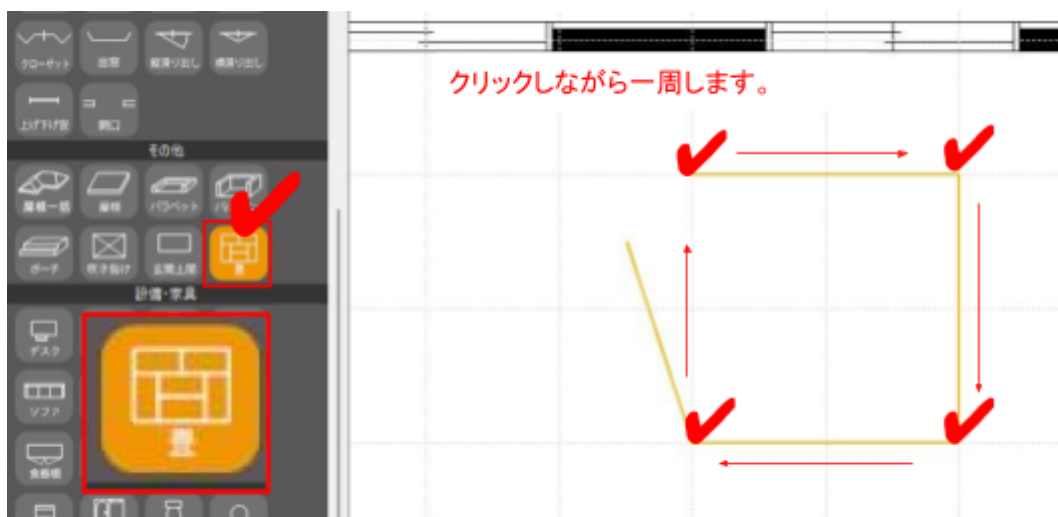 クローゼット 出窓 縦滑り出し 横滑り出し
上げ下げ窓 開口
その他
屋根一括 屋根 パラペット
ポーチ 吹き抜け 玄関土間 畳
設備・家具
デスク
ソファ
食器棚
畳
クリックしながら一周します。